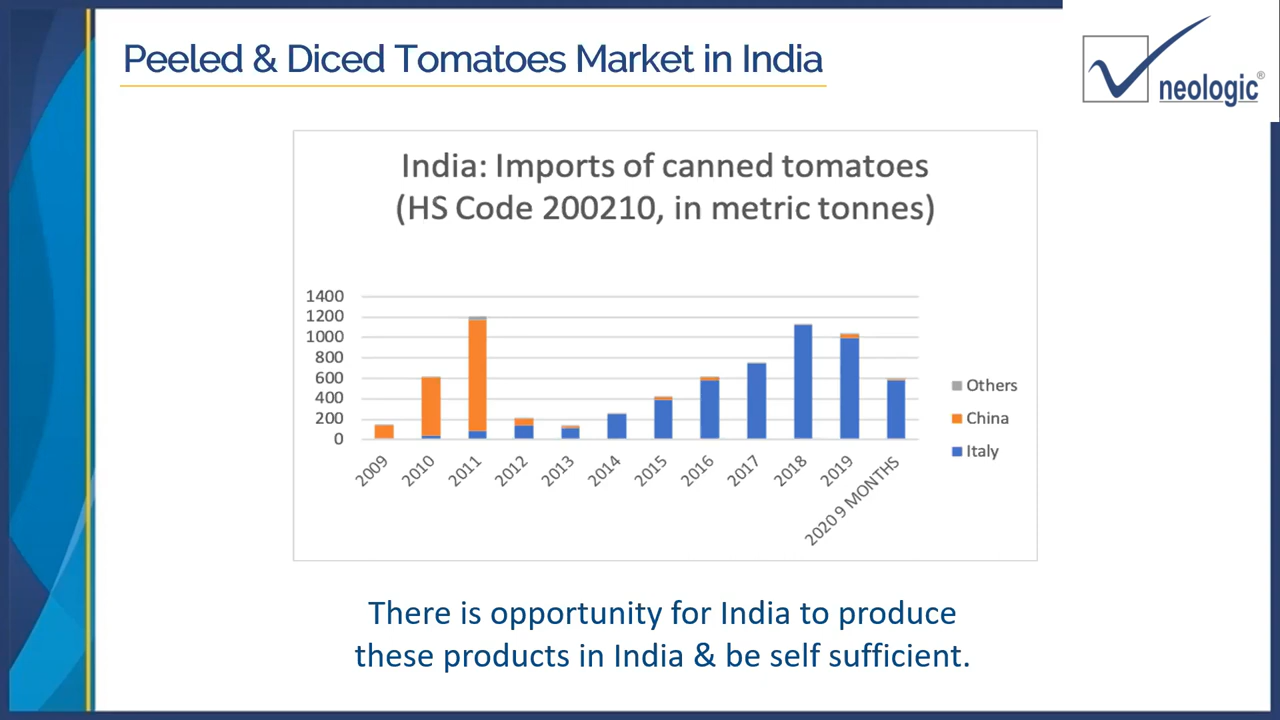 Peeled & Diced Tomatoes Market in India
neologic®
India: Imports of canned tomatoes
(HS Code 200210, in metric tonnes)
1400
1200
1000
800
600
400
200
0
2009
2010
2011
2012
2013
2014
2015
2016
2017
2018
2019
2020 9 MONTHS
Others
China
Italy
There is opportunity for India to produce
these products in India & be self sufficient.